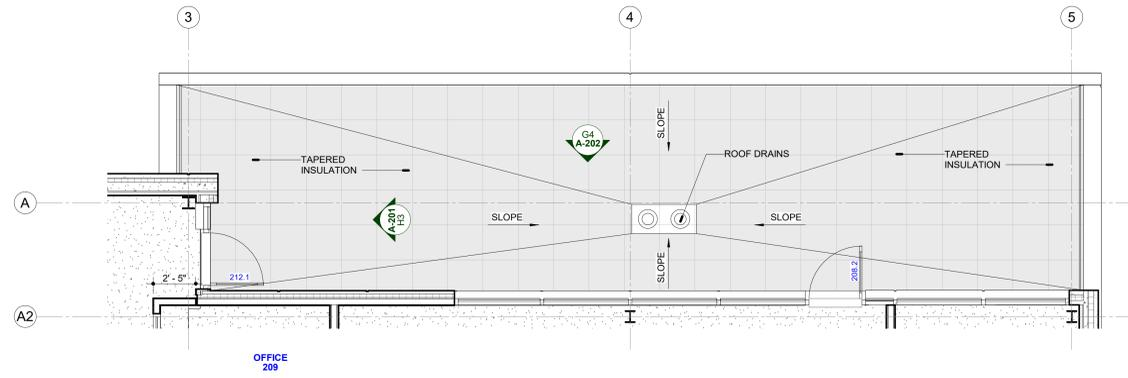 3
4
5
G4
A-202
SLOPE
ROOF DRAINS
TAPERED
INSULATION
TAPERED
INSULATION
A
A-201
H3
SLOPE
SLOPE
SLOPE
212.1
208.2
2' - 5"
A2
OFFICE
209